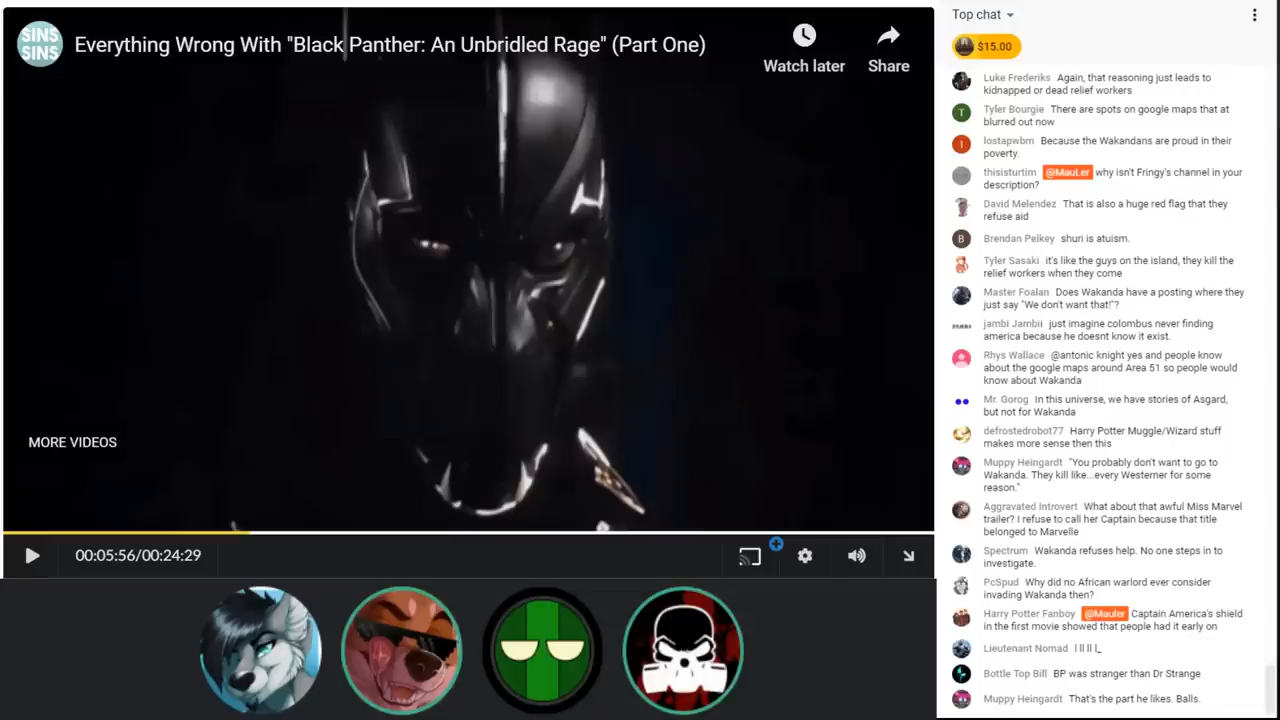 SINS
SINS
Everything Wrong With "Black Panther: An Unbridled Rage" (Part One)
Watch later
Share
MORE VIDEOS
00:05:56/00:24:29
Top chat
$15.00
Luke Frederiks Again, that reasoning just leads to
kidnapped or dead relief workers
T
Tyler Bourgie There are spots on google maps that at
blurred out now
l
lostapwbm Because the Wakandans are proud in their
poverty.
thisisturtim @MauLer why isn't Fringy's channel in your
description?
David Melendez That is also a huge red flag that they
refuse aid
B
Brendan Pelkey shuri is atuism.
Tyler Sasaki it's like the guys on the island, they kill the
relief workers when they come
Master Foalan Does Wakanda have a posting where they
just say "We don't want that!"?
jambi Jambii just imagine colombus never finding
america because he doesnt know it exist.
Rhys Wallace @antonic knight yes and people know
about the google maps around Area 51 so people would
know about Wakanda
Mr. Gorog In this universe, we have stories of Asgard,
but not for Wakanda
defrostedrobot77 Harry Potter Muggle/Wizard stuff
makes more sense then this
Muppy Heingardt "You probably don't want to go to
Wakanda. They kill like...every Westerner for some
reason."
Aggravated Introvert What about that awful Miss Marvel
trailer? I refuse to call her Captain because that title
belonged to Marvelle
Spectrum Wakanda refuses help. No one steps in to
investigate.
PcSpud Why did no African warlord ever consider
invading Wakanda then?
Harry Potter Fanboy @Mauler Captain America's shield
in the first movie showed that people had it early on
Lieutenant Nomad l ll ll l_
Bottle Top Bill BP was stranger than Dr Strange
Muppy Heingardt That's the part he likes. Balls.